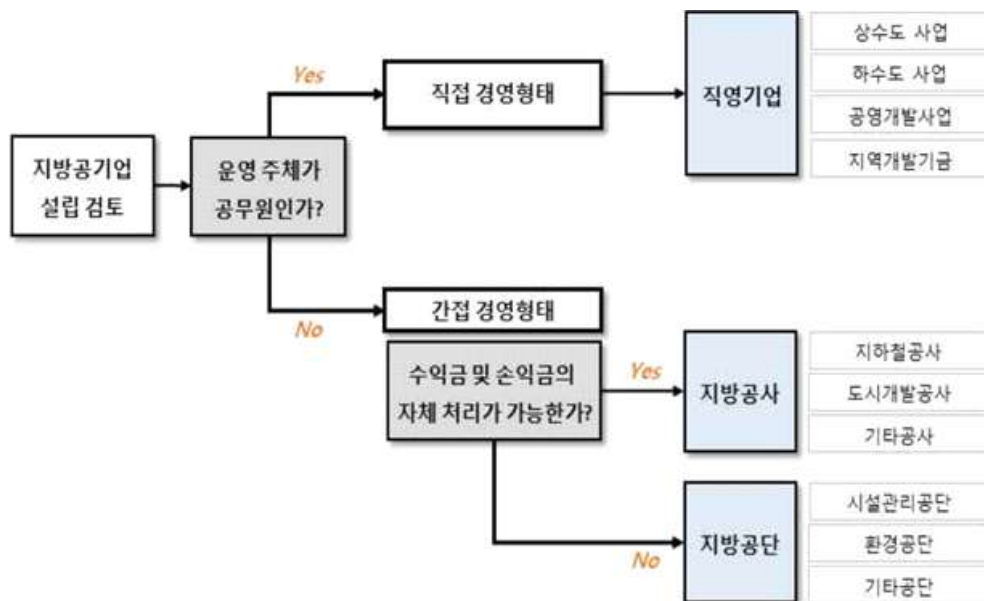 지방공기업
설립 검토
운영 주체가
공무원인가?
Yes
직접 경영형태
직영기업
상수도 사업
하수도 사업
공영개발사업
지역개발기금
No
간접 경영형태
수익금 및 손익금의
자체 처리가 가능한가?
Yes
지방공사
지하철공사
도시개발공사
기타공사
No
지방공단
시설관리공단
환경공단
기타공단